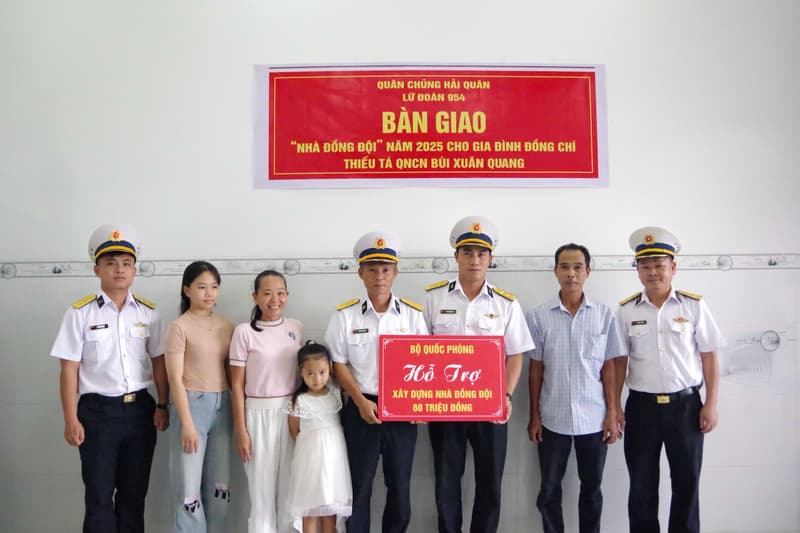 QUÂN CHỦNG HẢI QUÂN
LỮ ĐOÀN 954
BÀN GIAO
“NHÀ ĐỒNG ĐỘI” NĂM 2025 CHO GIA ĐÌNH ĐỒNG CHÍ
THIẾU TÁ QNCN BÙI XUÂN QUANG
BỘ QUỐC PHÒNG
Hỗ Trợ
XÂY DỰNG NHÀ ĐỒNG ĐỘI
60 TRIỆU ĐỒNG